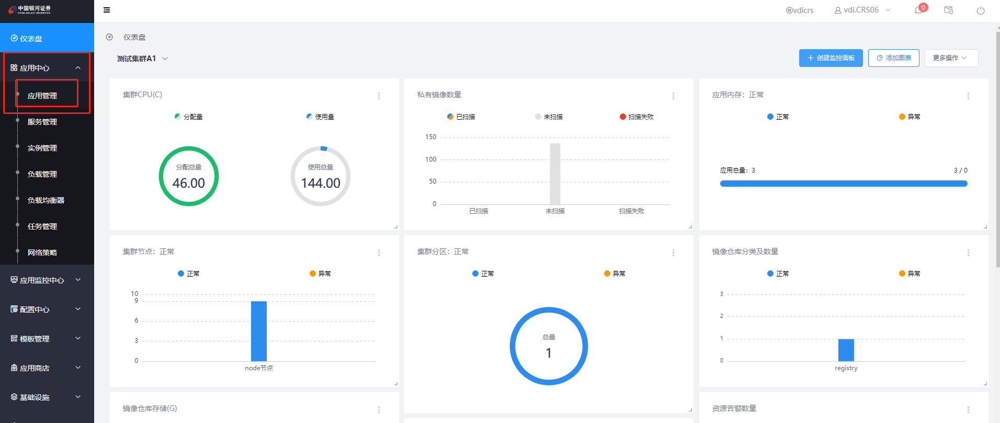 中国银河证券
CHINA GALAXY SECURITIES
vdicrs
vdi.CRS06
0
仪表盘
应用中心
应用管理
服务管理
实例管理
负载管理
负载均衡器
任务管理
网络策略
应用监控中心
配置中心
模板管理
应用商店
基础设施
仪表盘
测试集群A1
创建监控面板
添加图表
更多操作
集群CPU(C)
分配量
使用量
分配总量
46.00
使用总量
144.00
私有镜像数量
已扫描
未扫描
扫描失败
150
100
50
0
已扫描
未扫描
扫描失败
应用内存：正常
正常
异常
应用总量：3
3 / 0
集群节点：正常
正常
异常
10
9
6
3
0
node节点
集群分区：正常
正常
异常
总量
1
镜像仓库分类及数量
正常
异常
3
2
1
0
registry
镜像仓库存储(G)
资源告警数量